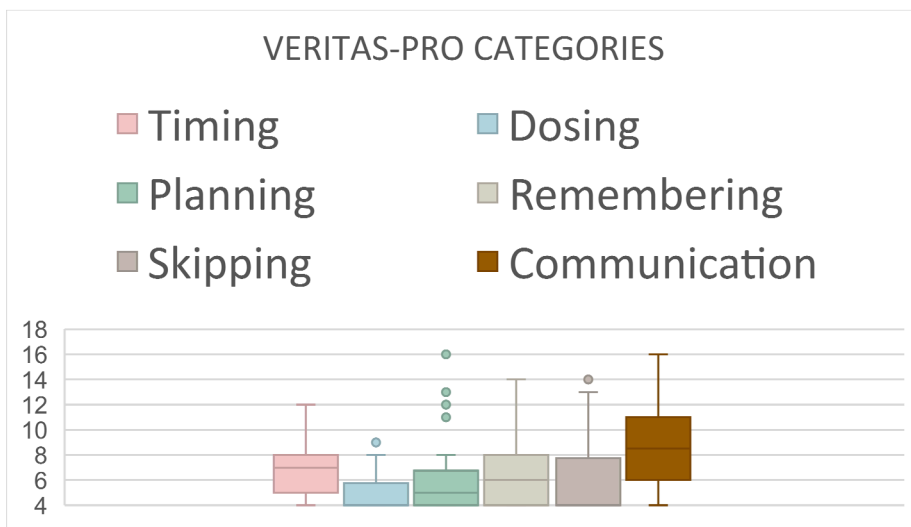 VERITAS-PRO CATEGORIES
Timing Dosing
Planning Remembering
Skipping Communication
18
16
14
12
10
8
6
4